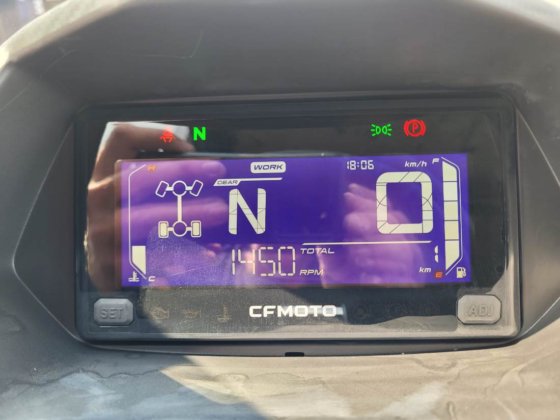 N P
H WORK 18:06 km/h F
GEAR
N 0
TOTAL
1450 RPM km E
C
SET CFMOTO ADJ